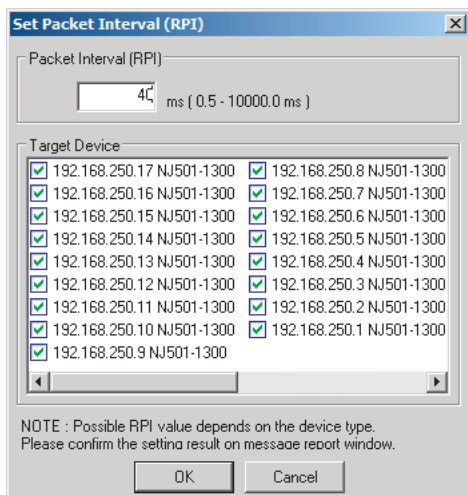 Set Packet Interval (RPI)
Packet Interval (RPI)
40 ms ( 0.5 - 10000.0 ms )
Target Device
192.168.250.17 NJ501-1300 192.168.250.8 NJ501-1300
192.168.250.16 NJ501-1300 192.168.250.7 NJ501-1300
192.168.250.15 NJ501-1300 192.168.250.6 NJ501-1300
192.168.250.14 NJ501-1300 192.168.250.5 NJ501-1300
192.168.250.13 NJ501-1300 192.168.250.4 NJ501-1300
192.168.250.12 NJ501-1300 192.168.250.3 NJ501-1300
192.168.250.11 NJ501-1300 192.168.250.2 NJ501-1300
192.168.250.10 NJ501-1300 192.168.250.1 NJ501-1300
192.168.250.9 NJ501-1300
NOTE : Possible RPI value depends on the device type.
Please confirm the setting result on message report window.
OK Cancel